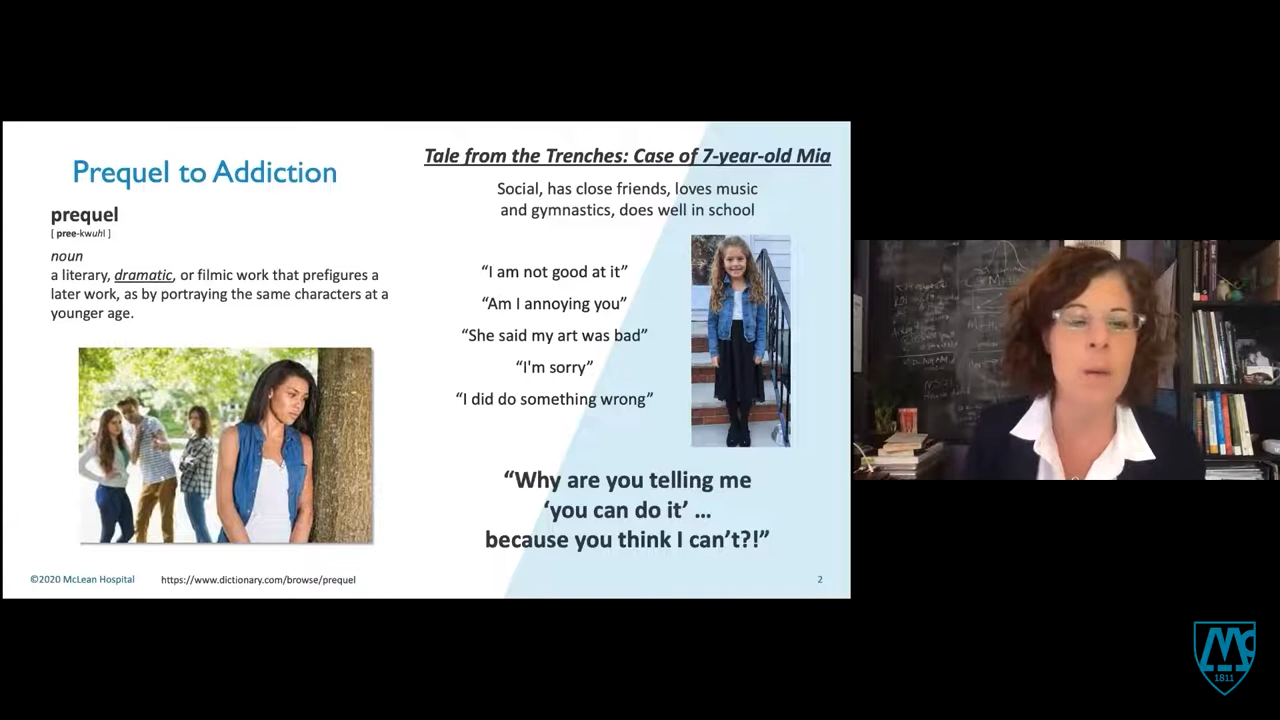 Prequel to Addiction
prequel
[ pree-kwuhl ]
noun
a literary, dramatic, or filmic work that prefigures a
later work, as by portraying the same characters at a
younger age.
©2020 McLean Hospital
https://www.dictionary.com/browse/prequel
Tale from the Trenches: Case of 7-year-old Mia
Social, has close friends, loves music
and gymnastics, does well in school
“I am not good at it”
“Am I annoying you”
“She said my art was bad”
“I'm sorry”
“I did do something wrong”
“Why are you telling me
‘you can do it’ …
because you think I can’t?!”
2
1811